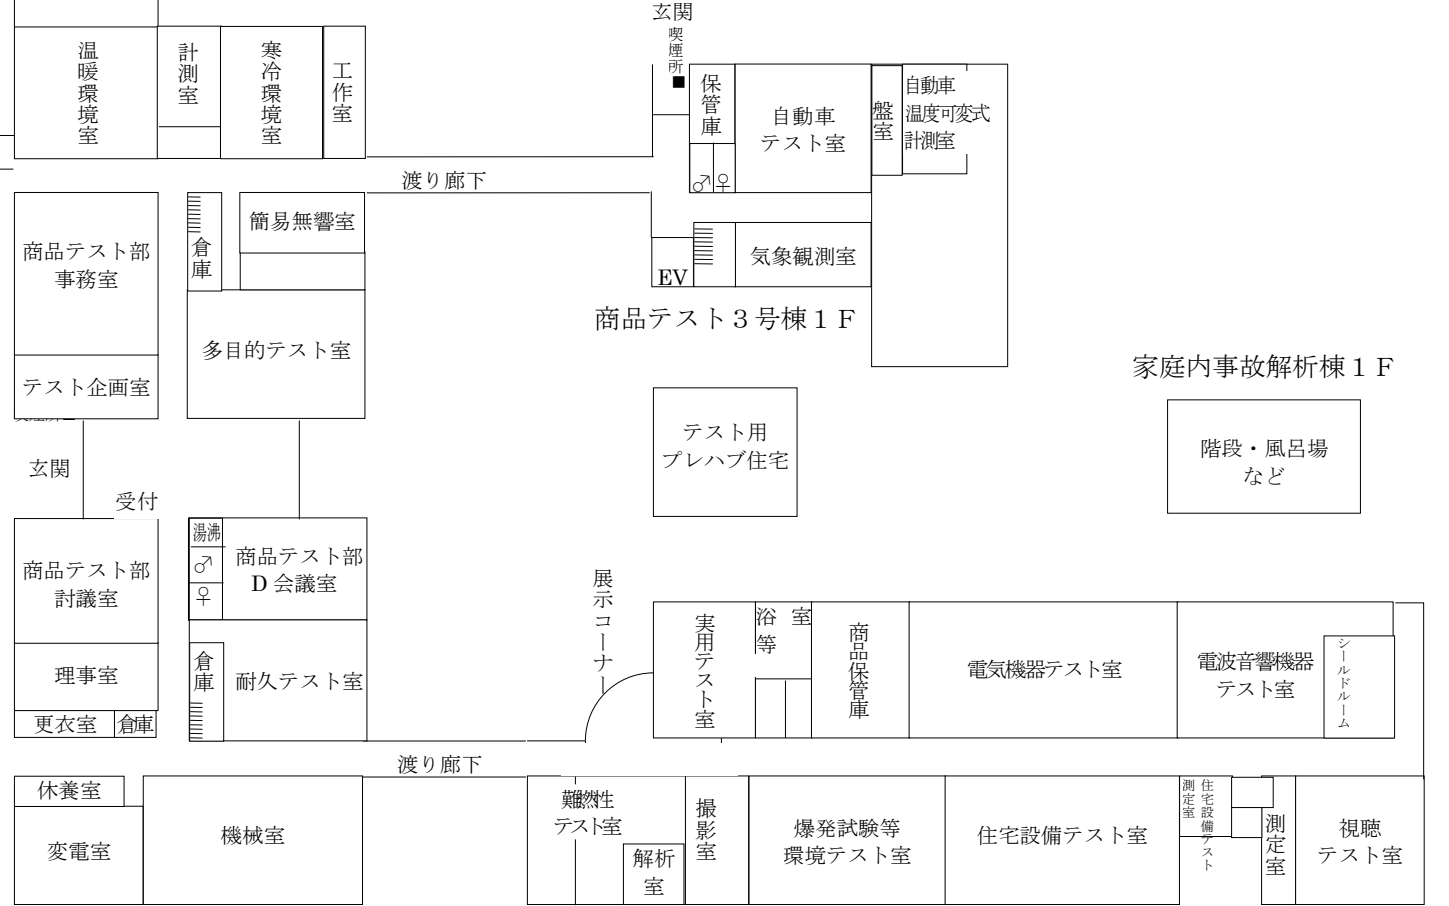 玄関
喫煙所
■
温暖環境室
計測室
寒冷環境室
工作室
保管庫
自動車
テスト室
盤室
自動車
温度可変式
計測室
♂
♀
渡り廊下
商品テスト部
事務室
倉庫
簡易無響室
気象観測室
EV
商品テスト３号棟１Ｆ
多目的テスト室
テスト企画室
家庭内事故解析棟１Ｆ
テスト用
プレハブ住宅
階段・風呂場
など
玄関
受付
湯沸
♂
♀
商品テスト部
D 会議室
商品テスト部
討議室
展示コーナー
実用テスト室
浴室
等
商品保管庫
電気機器テスト室
電波音響機器
テスト室
シールドルーム
理事室
倉庫
耐久テスト室
更衣室
倉庫
渡り廊下
休養室
変電室
機械室
難燃性
テスト室
解析
室
撮影室
爆発試験等
環境テスト室
住宅設備テスト室
住宅設備テスト
測定室
測定室
視聴
テスト室